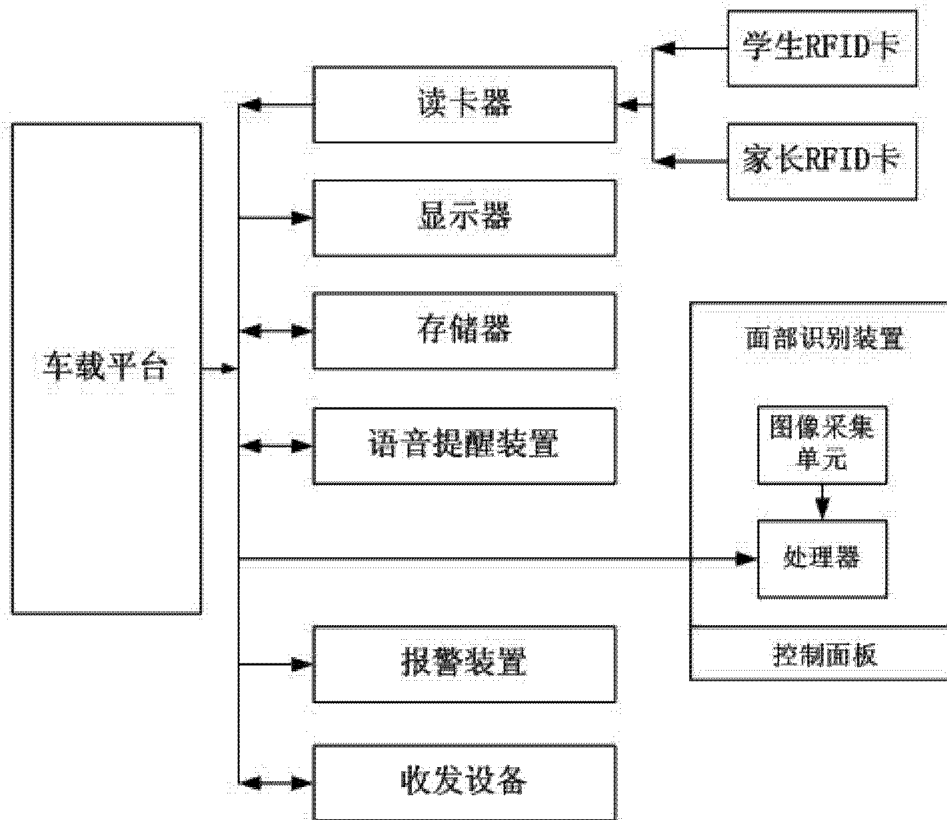 学生RFID卡
读卡器
家长RFID卡
显示器
存储器
面部识别装置
车载平台
图像采集
单元
语音提醒装置
处理器
报警装置
控制面板
收发设备